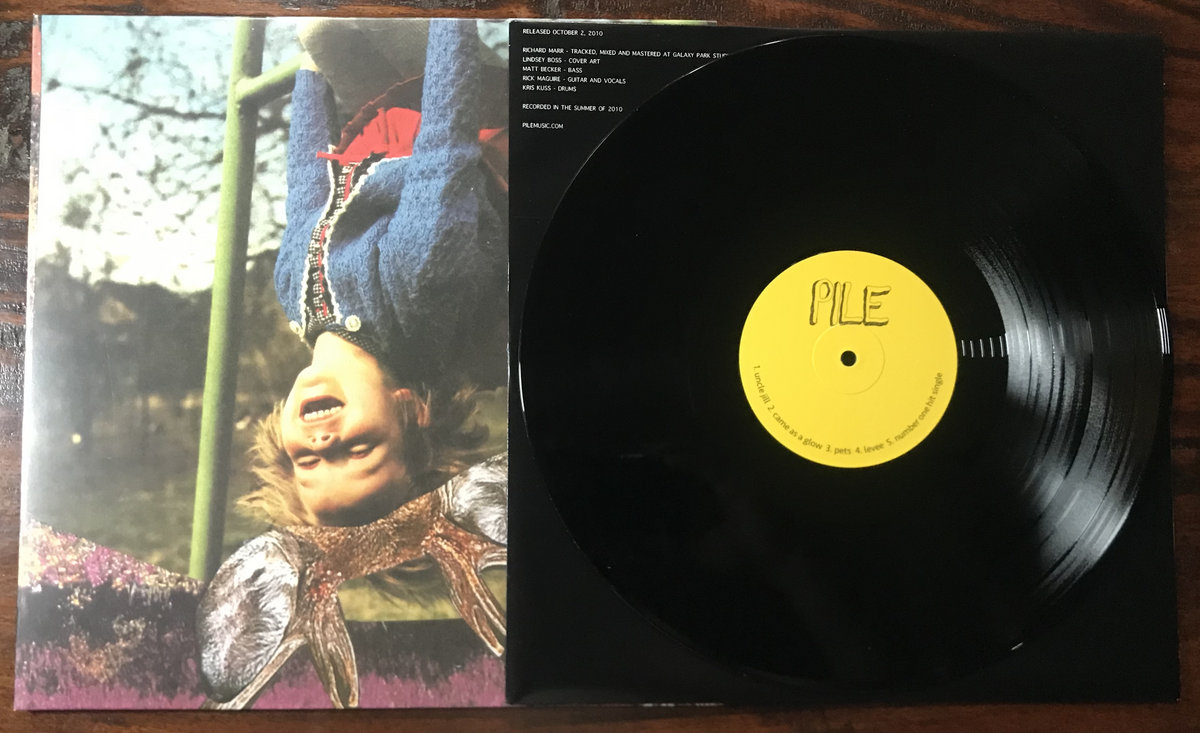 RELEASED OCTOBER 2, 2010
RICHARD MARR - TRACKED, MIXED AND MASTERED AT GALAXY PARK
LINDSEY BOSS - COVER ART
MATT BECKER - BASS
RICK MAGUIRE - GUITAR AND VOCALS
KRIS KUSS - DRUMS
RECORDED IN THE SUMMER OF 2010
PILEMUSIC.COM
PILE
1. uncle jill 2. came as a glow 3. pets 4. levee 5. number one hit single